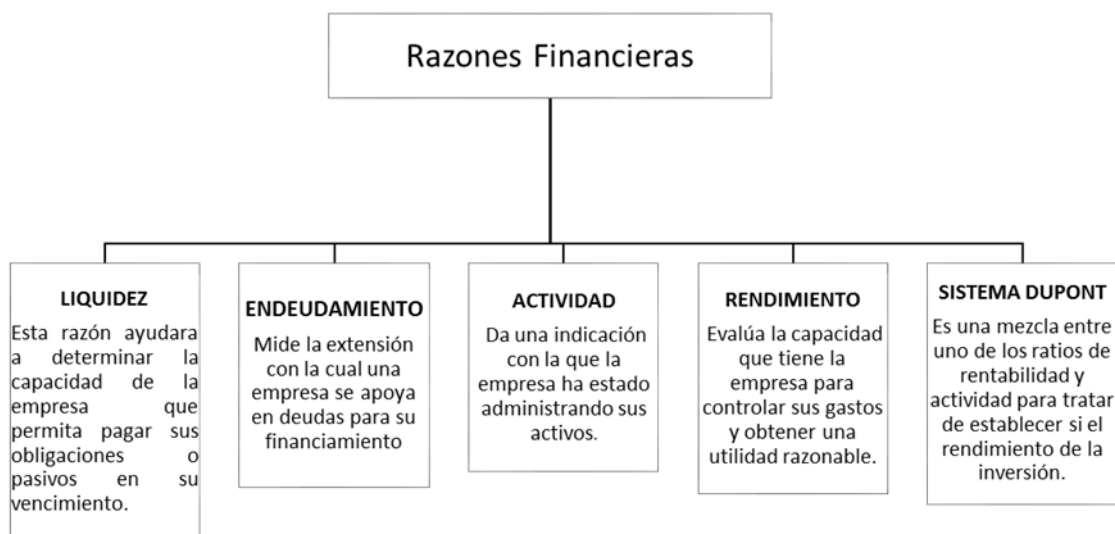 Razones Financieras
LIQUIDEZ
Esta razón ayudara
a determinar la
capacidad de la
empresa que
permita pagar sus
obligaciones o
pasivos en su
vencimiento.
ENDEUDAMIENTO
Mide la extensión
con la cual una
empresa se apoya
en deudas para su
financiamiento
ACTIVIDAD
Da una indicación
con la que la
empresa ha estado
administrando sus
activos.
RENDIMIENTO
Evalúa la capacidad
que tiene la
empresa para
controlar sus gastos
y obtener una
utilidad razonable.
SISTEMA DUPONT
Es una mezcla entre
uno de los ratios de
rentabilidad y
actividad para tratar
de establecer si el
rendimiento de la
inversión.